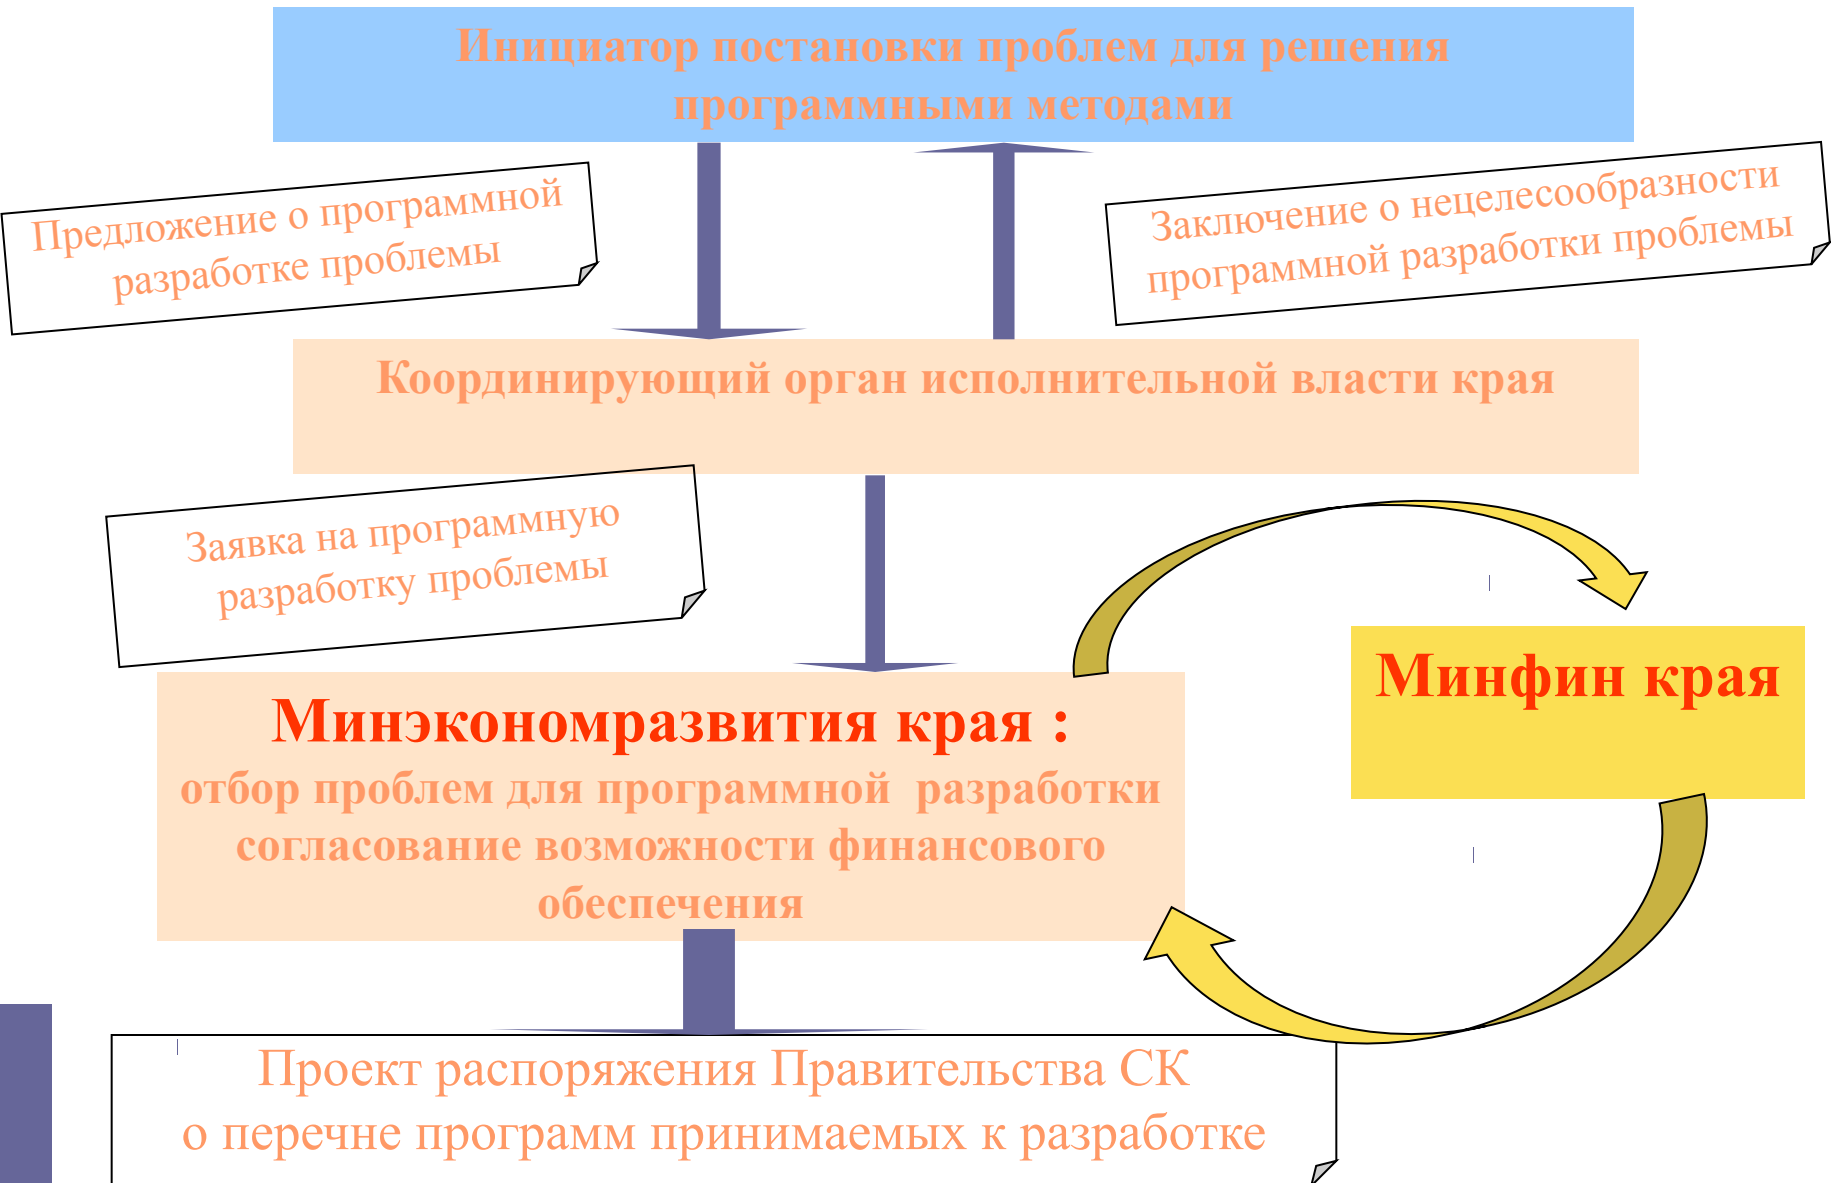 Инициатор постановки проблем для решения
программными методами
Предложение о программной
разработке проблемы
Заключение о нецелесообразности
программной разработки проблемы
Координирующий орган исполнительной власти края
Заявка на программную
разработку проблемы
Минфин края
Минэкономразвития края :
отбор проблем для программной разработки
согласование возможности финансового
обеспечения
Проект распоряжения Правительства СК
о перечне программ принимаемых к разработке